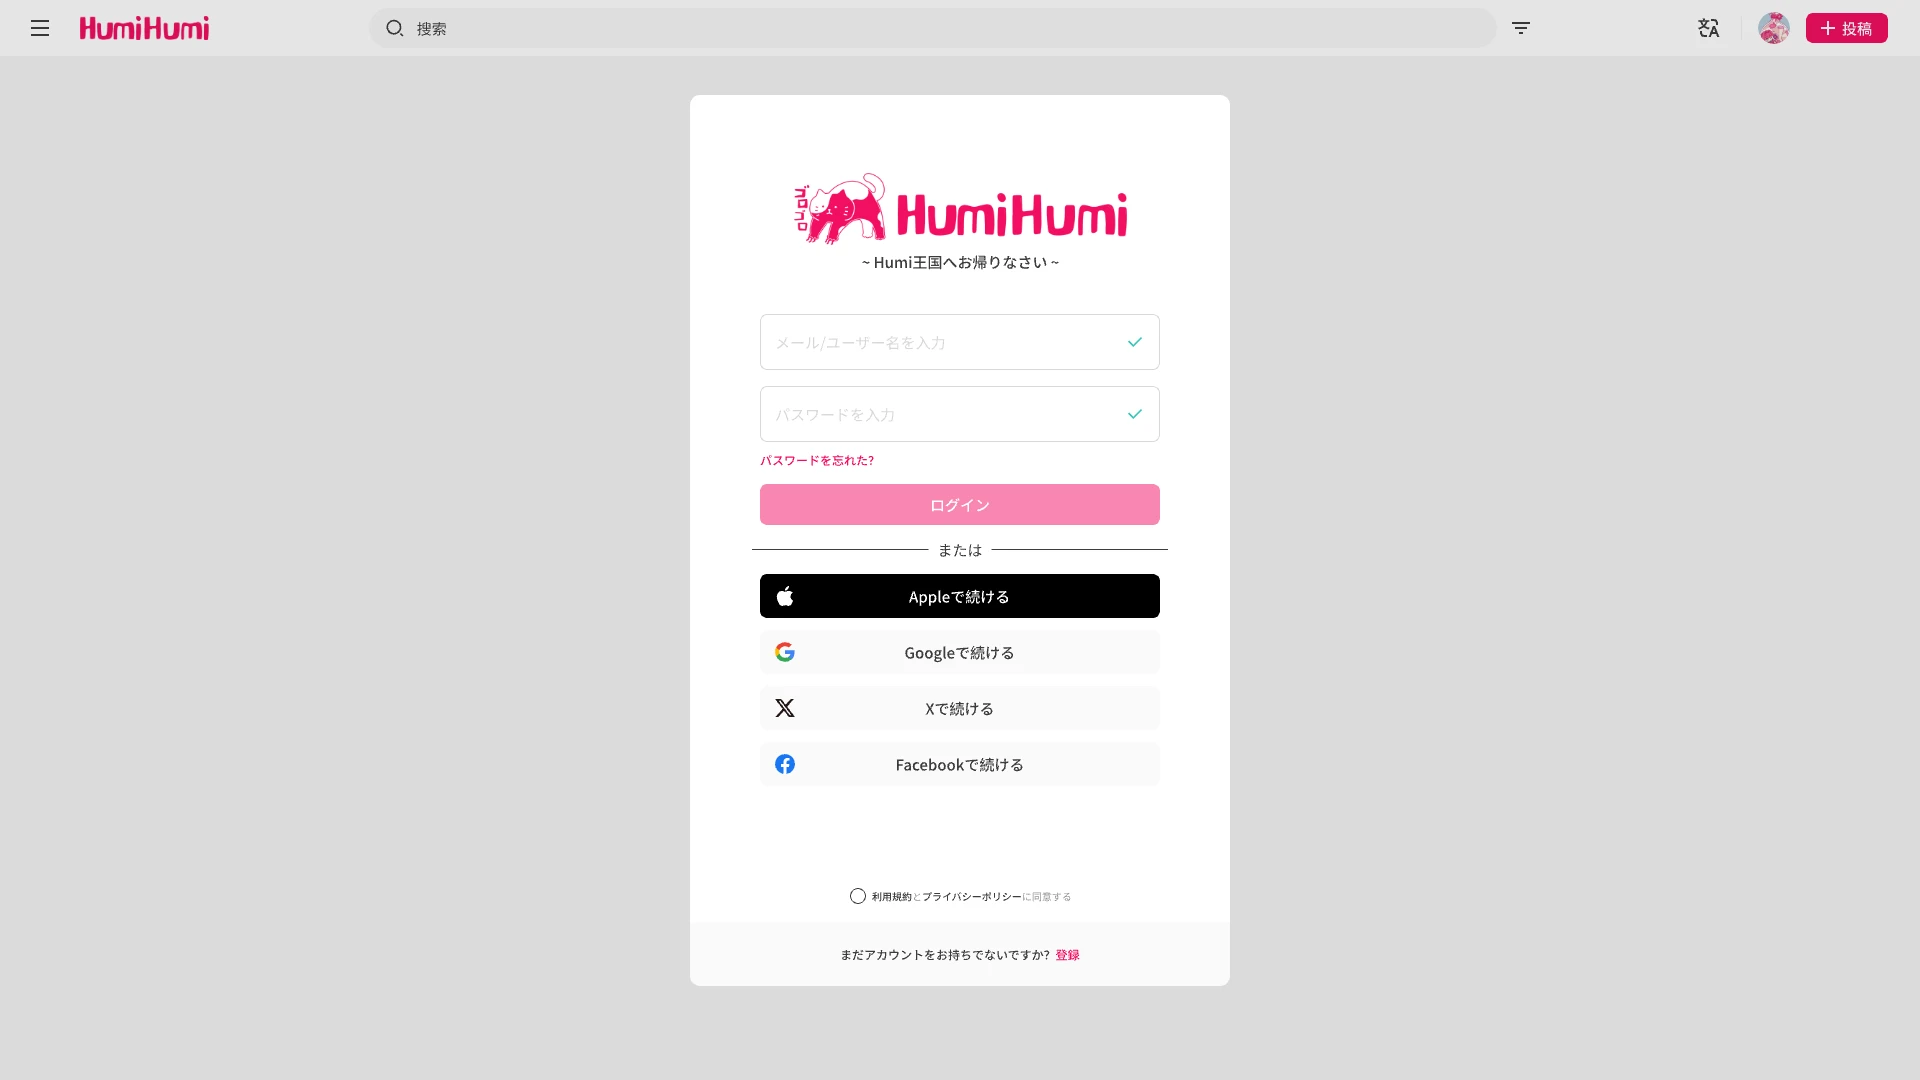 HumiHumi
搜索
投稿
ゴロゴロ
HumiHumi
~ Humi王国へお帰りなさい ~
メール/ユーザー名を入力
パスワードを入力
パスワードを忘れた?
ログイン
または
Appleで続ける
Googleで続ける
Xで続ける
Facebookで続ける
利用規約とプライバシーポリシーに同意する
まだアカウントをお持ちでないですか? 登録